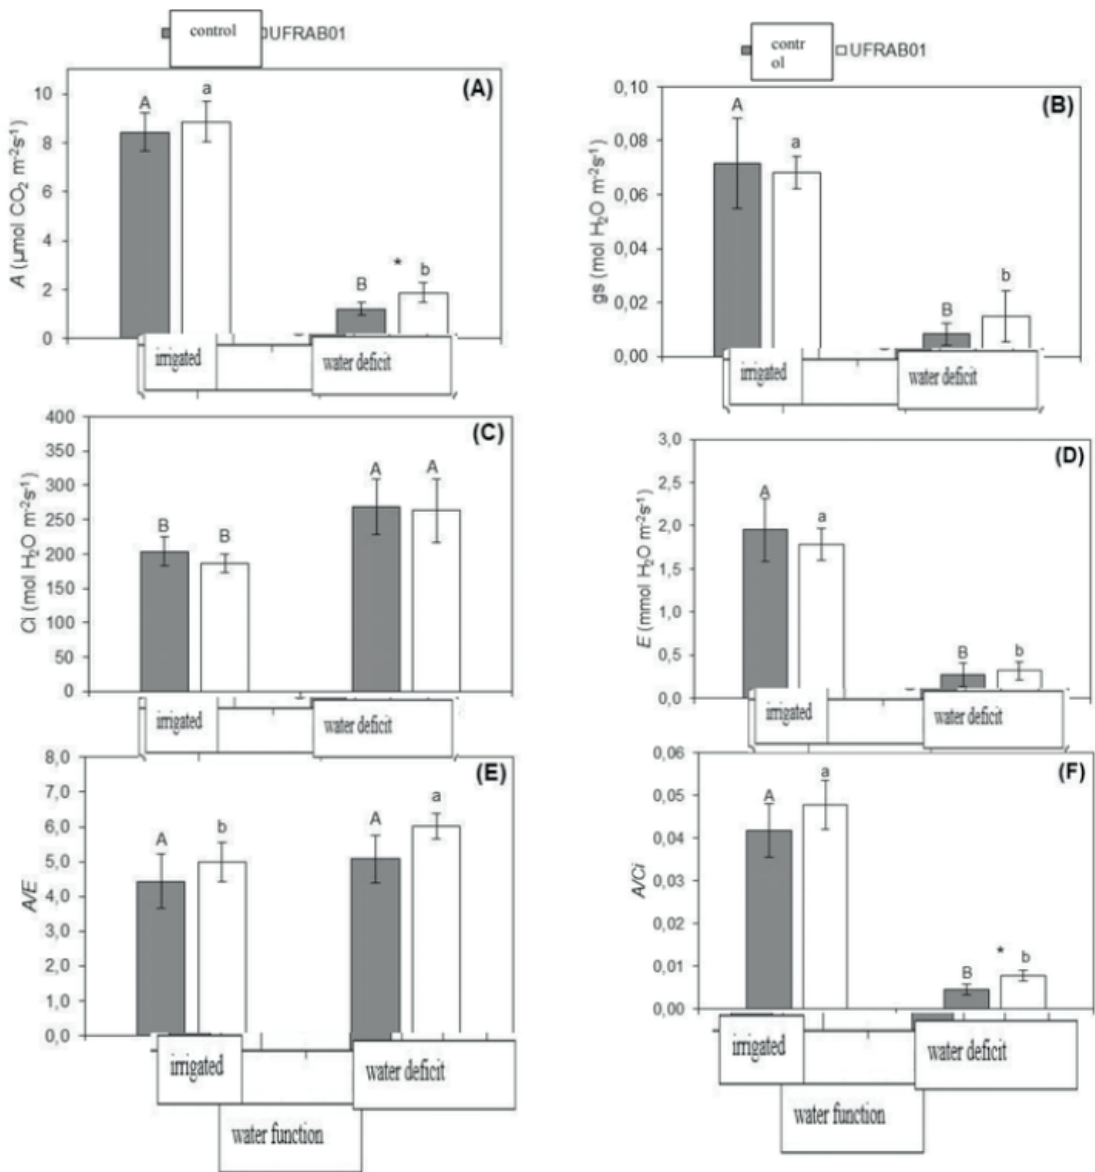 control
UFRAB01
(A)
A (µmol CO₂ m⁻²s⁻¹)
10
8
6
4
2
0
A
a
B
*
b
irrigated
water deficit
contr
ol
UFRAB01
(B)
gs (mol H₂O m⁻²s⁻¹)
0,10
0,08
0,06
0,04
0,02
0,00
A
a
B
b
irrigated
water deficit
(C)
Ci (mol H₂O m⁻²s⁻¹)
400
350
300
250
200
150
100
50
0
B
B
A
A
irrigated
water deficit
(D)
E (mmol H₂O m⁻²s⁻¹)
3,0
2,5
2,0
1,5
1,0
0,5
0,0
A
a
B
b
irrigated
water deficit
(E)
A/E
8,0
7,0
6,0
5,0
4,0
3,0
2,0
1,0
0,0
A
b
A
a
irrigated
water deficit
water function
(F)
A/Ci
0,06
0,05
0,04
0,03
0,02
0,01
0,00
A
a
B
*
b
irrigated
water deficit
water function